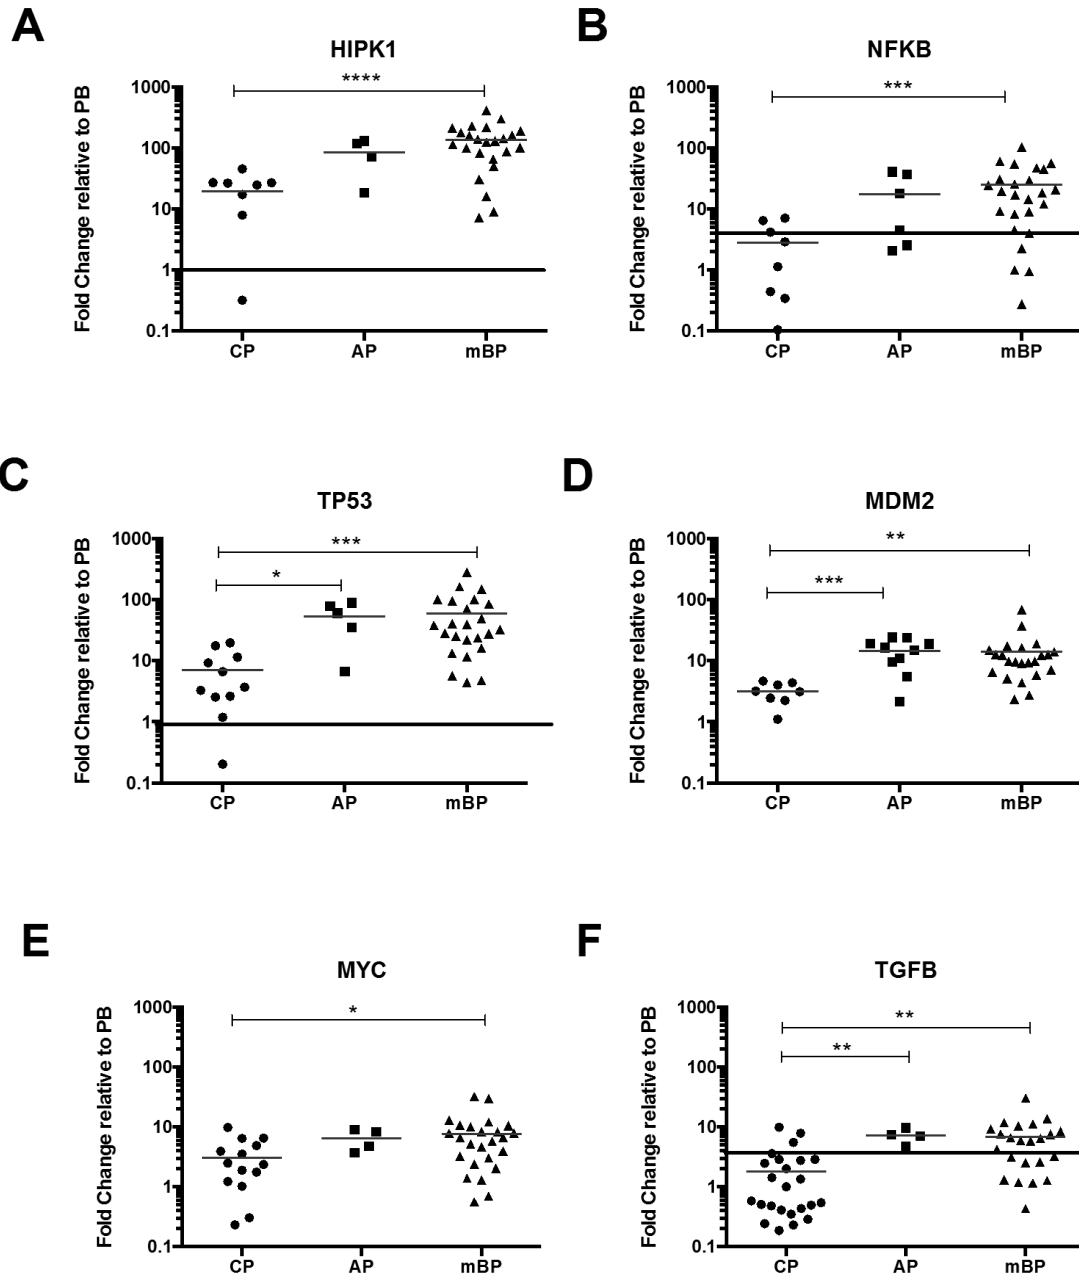 A
HIPK1
****
Fold Change relative to PB
1000
100
10
1
0.1
CP AP mBP
B
NFKB
***
Fold Change relative to PB
1000
100
10
1
0.1
CP AP mBP
C
TP53
***
*
Fold Change relative to PB
1000
100
10
1
0.1
CP AP mBP
D
MDM2
**
***
Fold Change relative to PB
1000
100
10
1
0.1
CP AP mBP
E
MYC
*
Fold Change relative to PB
1000
100
10
1
0.1
CP AP mBP
F
TGFB
**
**
Fold Change relative to PB
1000
100
10
1
0.1
CP AP mBP